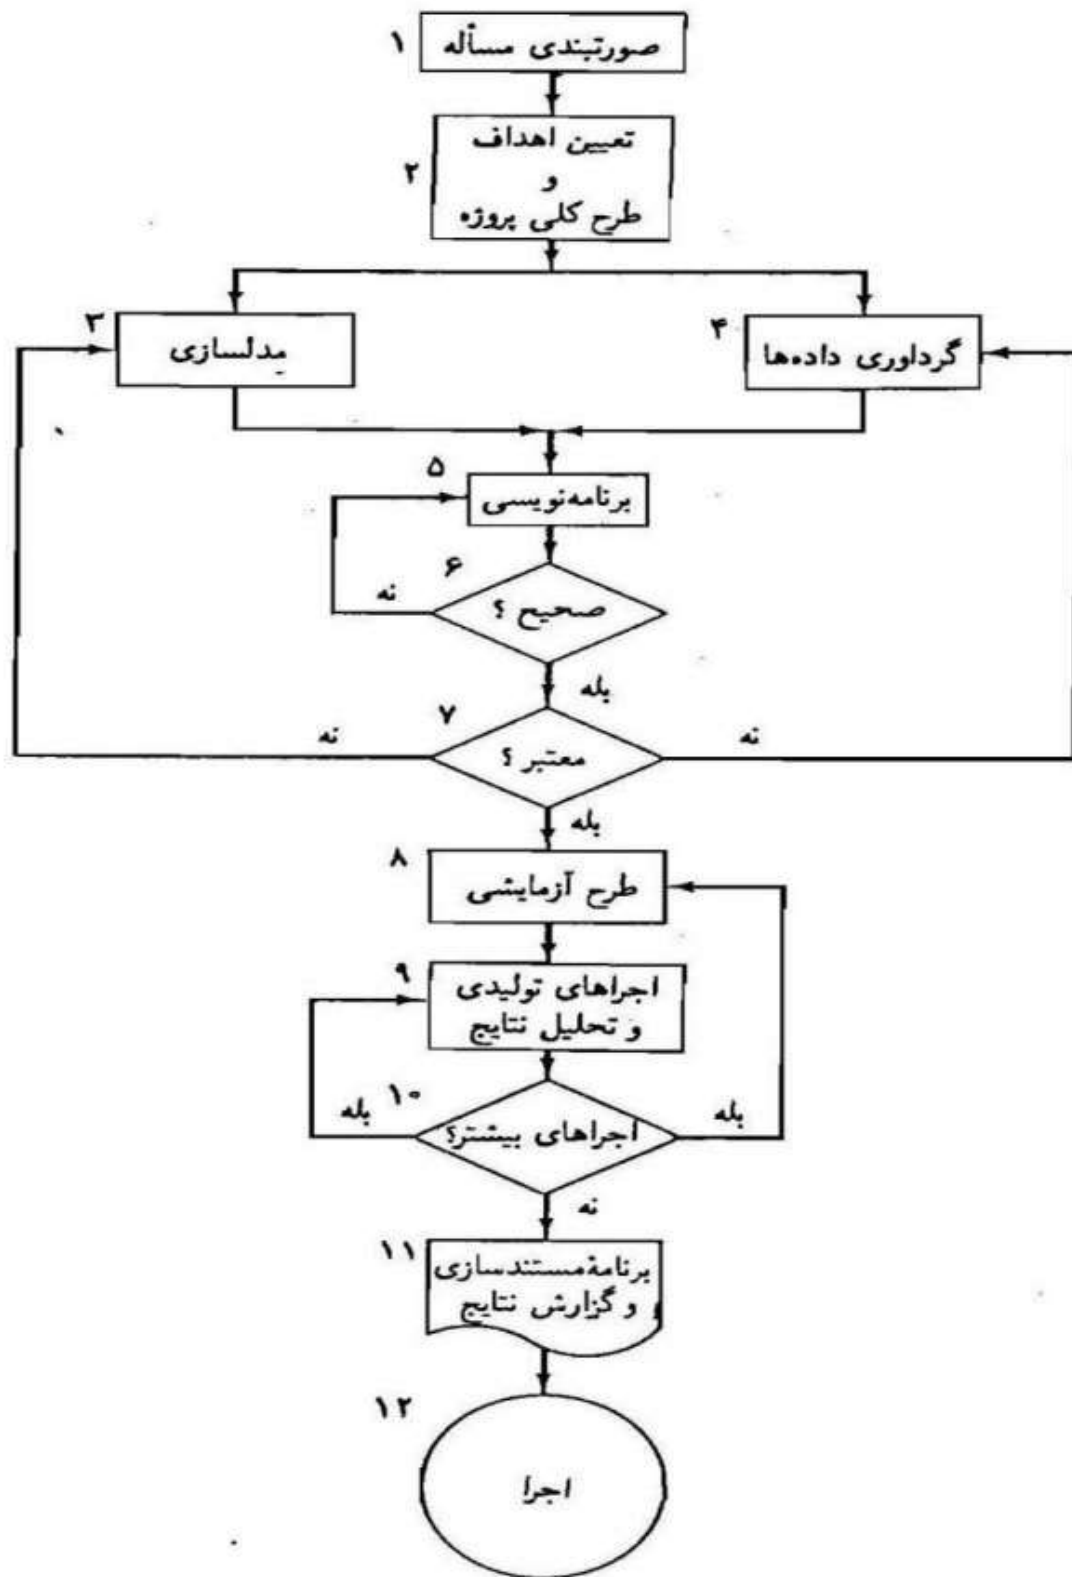 ۱
صورتبندی مسأله
۲
تعیین اهداف
و
طرح کلی پروژه
۳
مدلسازی
۴
گردآوری داده‌ها
۵
برنامه‌نویسی
۶
صحیح ؟
نه
بله
۷
معتبر ؟
نه
نه
بله
۸
طرح آزمایشی
۹
اجراهای تولیدی
و تحلیل نتایج
۱۰
اجراهای بیشتر؟
بله
بله
نه
۱۱
برنامهٔ مستندسازی
و گزارش نتایج
۱۲
اجرا